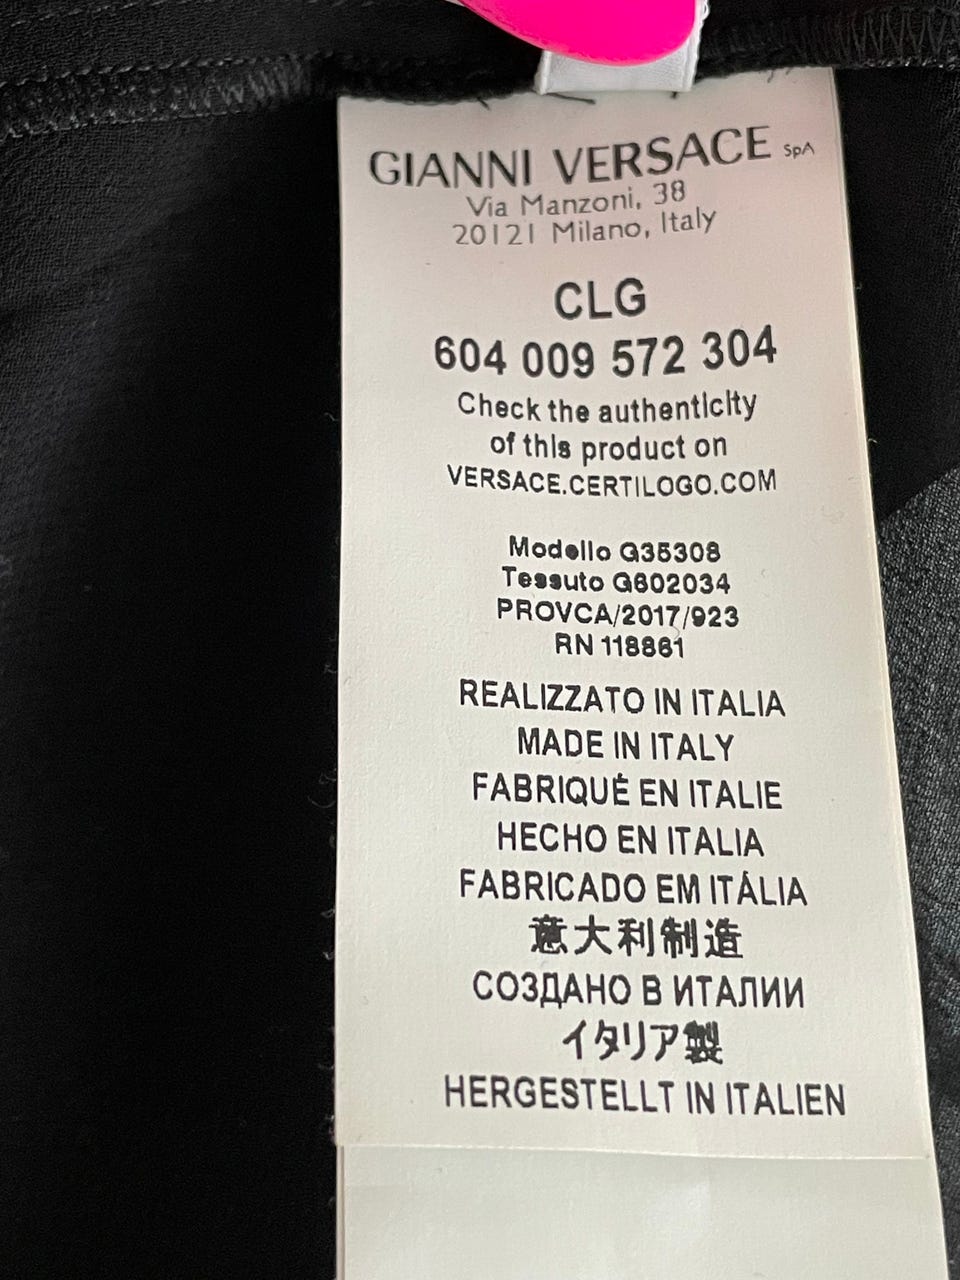 GIANNI VERSACE SpA
Via Manzoni, 38
20121 Milano, Italy
CLG
604 009 572 304
Check the authenticity
of this product on
VERSACE.CERTILOGO.COM
Modello G35308
Tessuto G602034
PROVCA/2017/923
RN 118861
REALIZZATO IN ITALIA
MADE IN ITALY
FABRIQUÉ EN ITALIE
HECHO EN ITALIA
FABRICADO EM ITÁLIA
意大利制造
СОЗДАНО В ИТАЛИИ
イタリア製
HERGESTELLT IN ITALIEN